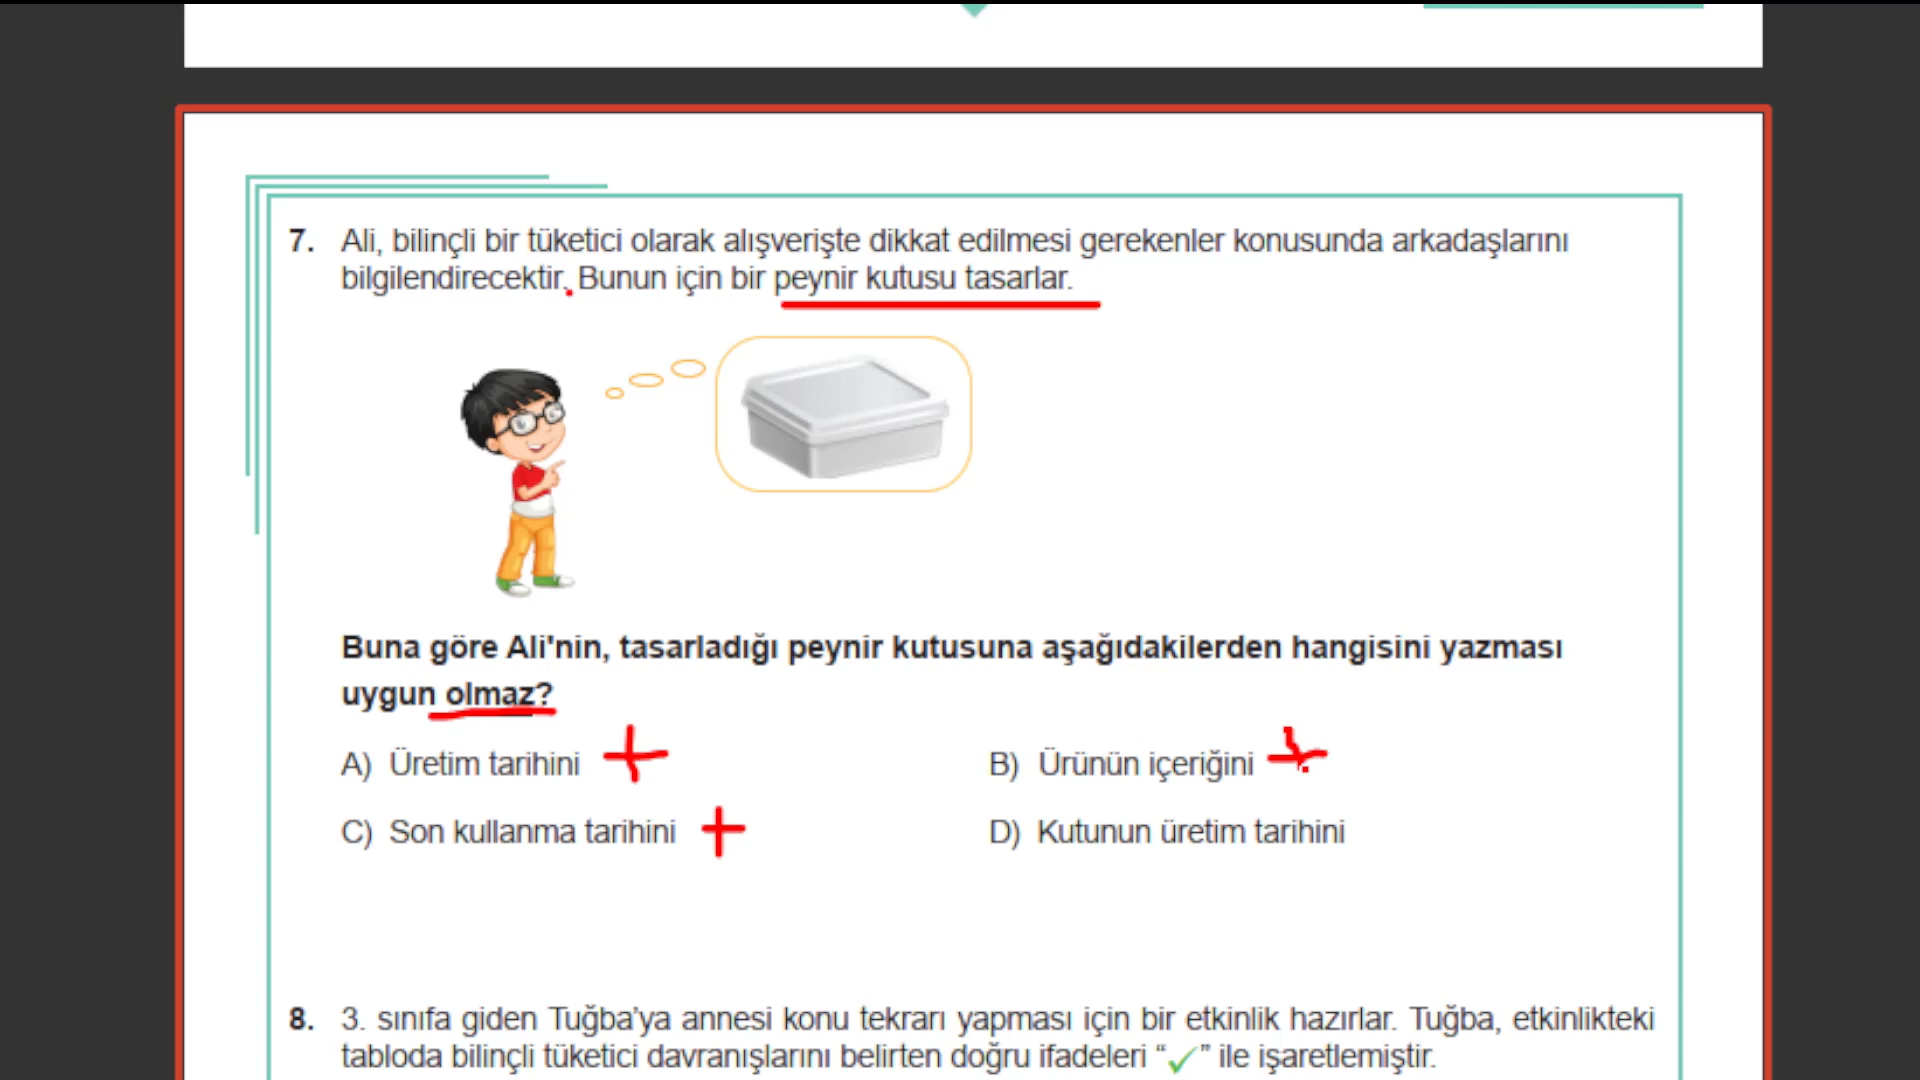 7. Ali, bilinçli bir tüketici olarak alışverişte dikkat edilmesi gerekenler konusunda arkadaşlarını
bilgilendirecektir. Bunun için bir peynir kutusu tasarlar.
Buna göre Ali'nin, tasarladığı peynir kutusuna aşağıdakilerden hangisini yazması
uygun olmaz?
A) Üretim tarihini
B) Ürünün içeriğini
C) Son kullanma tarihini
D) Kutunun üretim tarihini
8. 3. sınıfa giden Tuğba'ya annesi konu tekrarı yapması için bir etkinlik hazırlar. Tuğba, etkinlikteki
tabloda bilinçli tüketici davranışlarını belirten doğru ifadeleri “✓” ile işaretlemiştir.